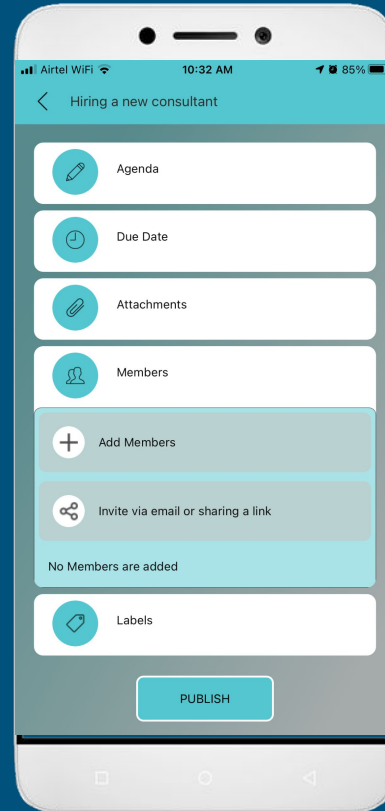 Airtel WiFi 10:32 AM 85%
Hiring a new consultant
Agenda
Due Date
Attachments
Members
Add Members
Invite via email or sharing a link
No Members are added
Labels
PUBLISH